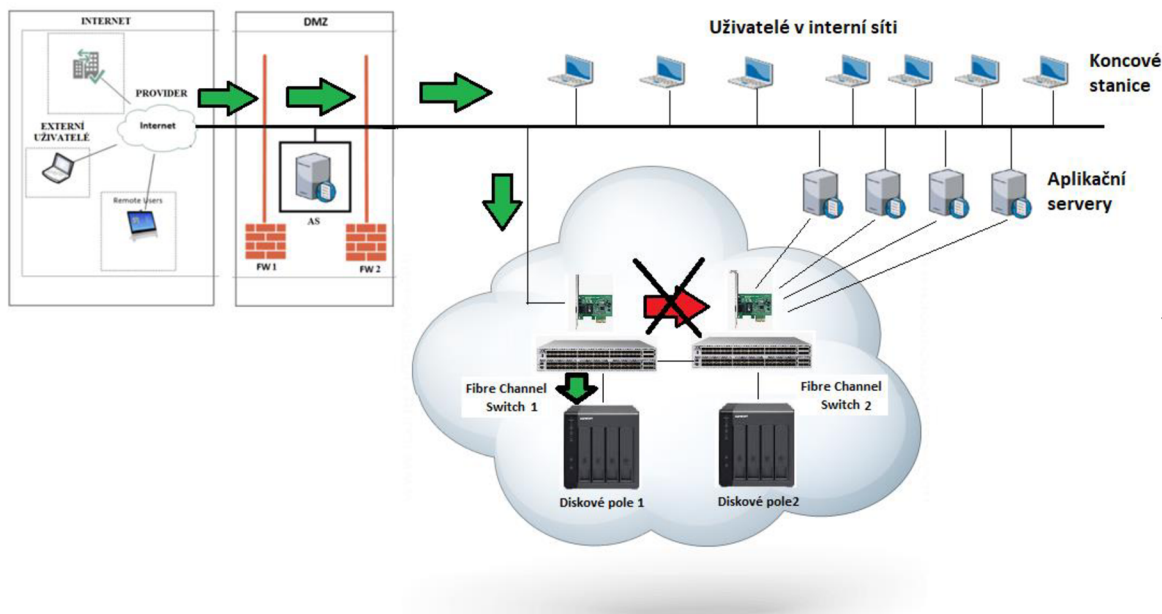 INTERNET
DMZ
Uživatelé v interní síti
Koncové
stanice
PROVIDER
Internet
EXTERNÍ
UŽIVATELÉ
Remote Users
AS
FW 1
FW 2
Aplikační
servery
Fibre Channel
Switch 1
Fibre Channel
Switch 2
Diskové pole 1
Diskové pole2